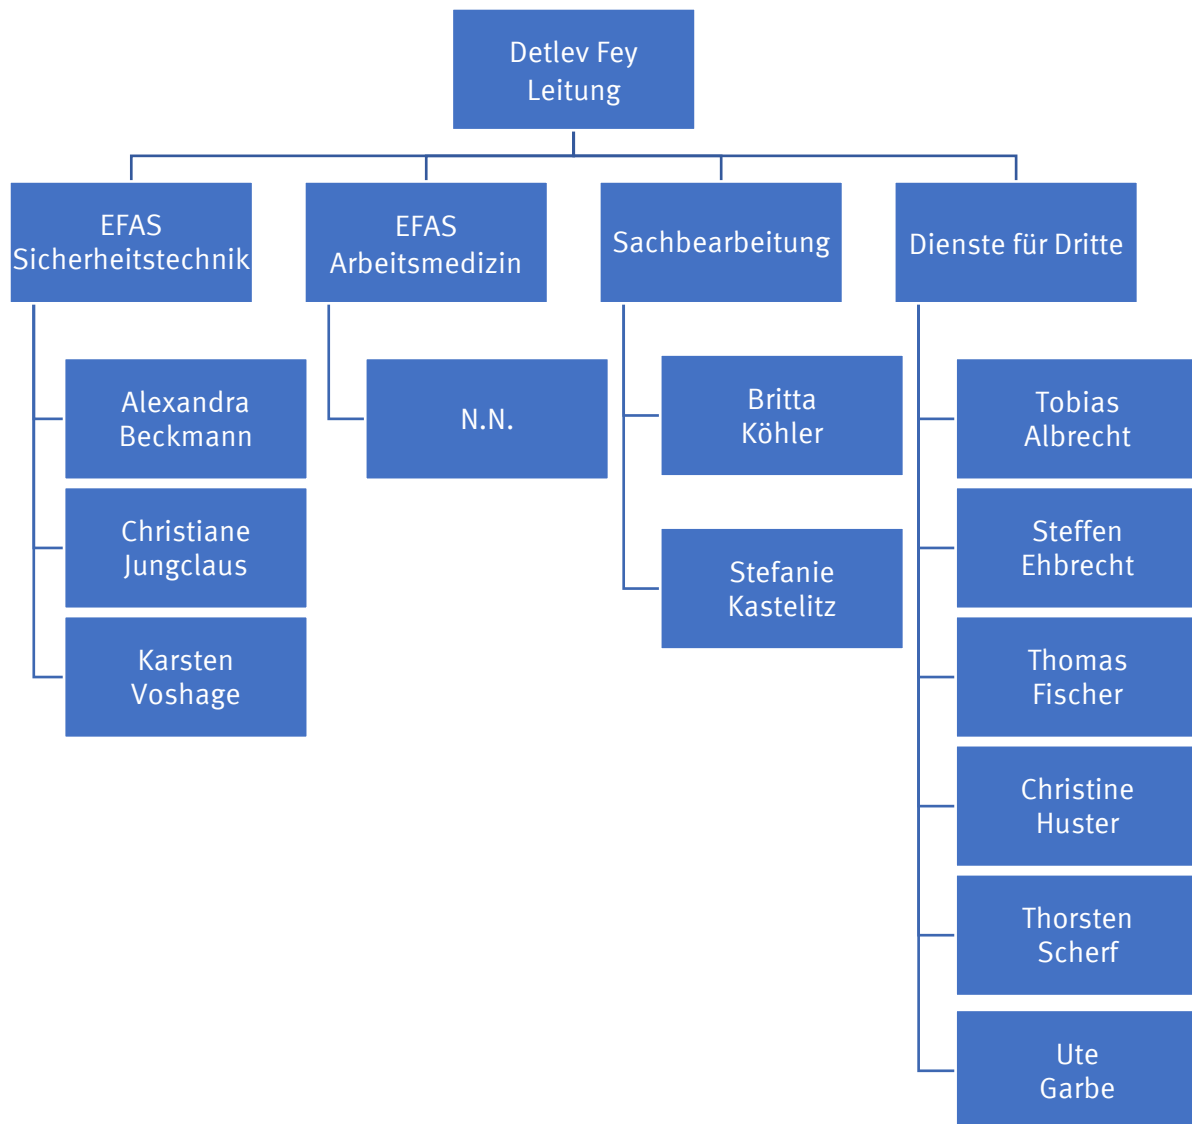 Detlev Fey
Leitung
EFAS
Sicherheitstechnik
EFAS
Arbeitsmedizin
Sachbearbeitung
Dienste für Dritte
Alexandra
Beckmann
Christiane
Jungclaus
Karsten
Voshage
N.N.
Britta
Köhler
Stefanie
Kastelitz
Tobias
Albrecht
Steffen
Ehbrecht
Thomas
Fischer
Christine
Huster
Thorsten
Scherf
Ute
Garbe